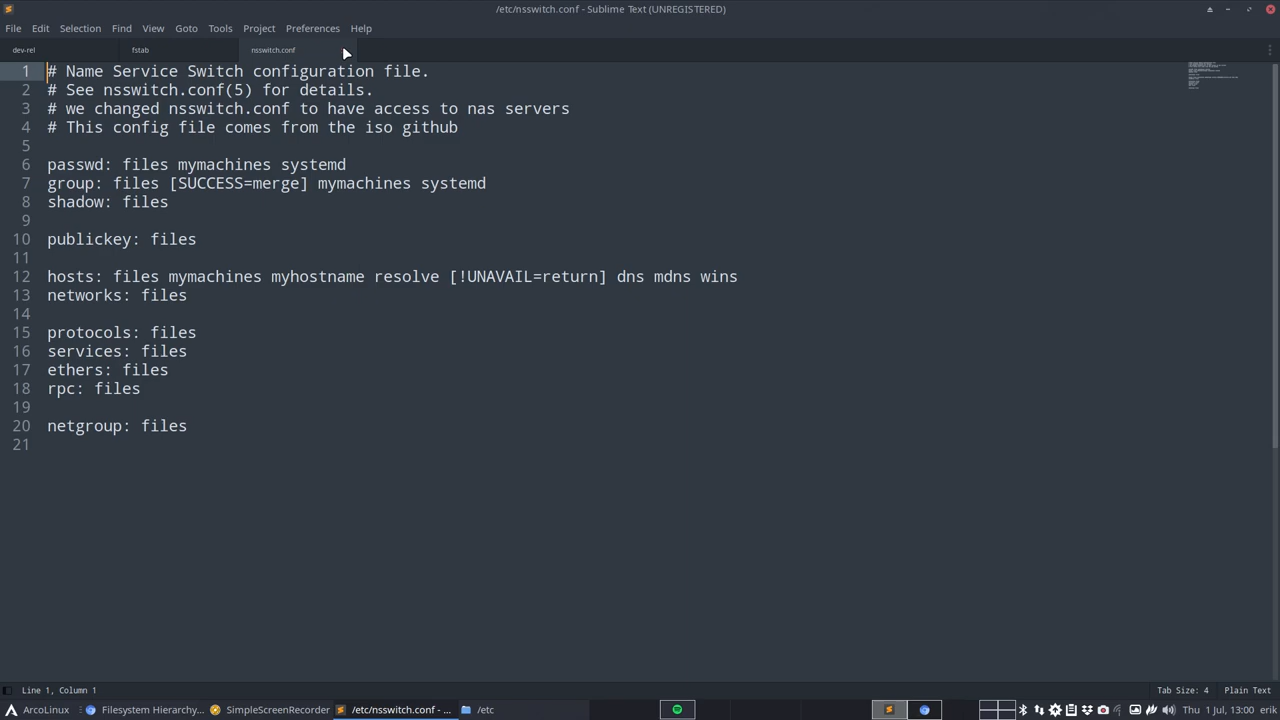 /etc/nsswitch.conf - Sublime Text (UNREGISTERED)
File Edit Selection Find View Goto Tools Project Preferences Help
dev-rel fstab nsswitch.conf
1 # Name Service Switch configuration file.
2 # See nsswitch.conf(5) for details.
3 # we changed nsswitch.conf to have access to nas servers
4 # This config file comes from the iso github
5
6 passwd: files mymachines systemd
7 group: files [SUCCESS=merge] mymachines systemd
8 shadow: files
9
10 publickey: files
11
12 hosts: files mymachines myhostname resolve [!UNAVAIL=return] dns mdns wins
13 networks: files
14
15 protocols: files
16 services: files
17 ethers: files
18 rpc: files
19
20 netgroup: files
21
Line 1, Column 1 Tab Size: 4 Plain Text
ArcoLinux Filesystem Hierarchy... SimpleScreenRecorder /etc/nsswitch.conf - ... /etc Thu 1 Jul, 13:00 erik